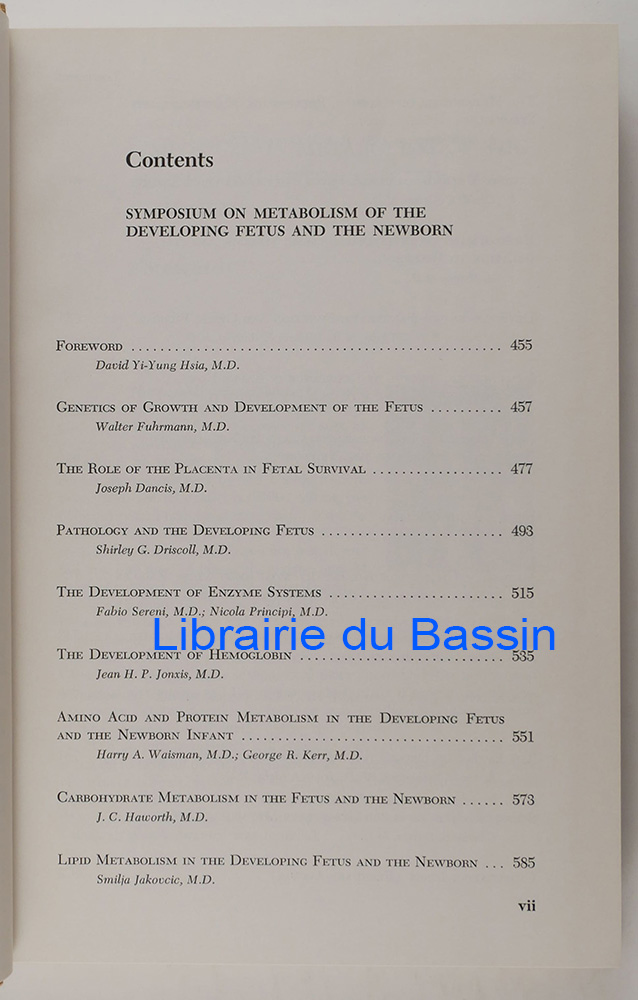 Contents
SYMPOSIUM ON METABOLISM OF THE
DEVELOPING FETUS AND THE NEWBORN
Foreword .................................................... 455
David Yi-Yung Hsia, M.D.
Genetics of Growth and Development of the Fetus .......... 457
Walter Fuhrmann, M.D.
The Role of the Placenta in Fetal Survival .................. 477
Joseph Dancis, M.D.
Pathology and the Developing Fetus ......................... 493
Shirley G. Driscoll, M.D.
The Development of Enzyme Systems ........................ 515
Fabio Sereni, M.D.; Nicola Principi, M.D.
Librairie du Bassin
The Development of Hemoglobin ............................ 535
Jean H. P. Jonxis, M.D.
Amino Acid and Protein Metabolism in the Developing Fetus
and the Newborn Infant .................................... 551
Harry A. Waisman, M.D.; George R. Kerr, M.D.
Carbohydrate Metabolism in the Fetus and the Newborn ...... 573
J. C. Haworth, M.D.
Lipid Metabolism in the Developing Fetus and the Newborn ... 585
Smilja Jakovcic, M.D.
vii